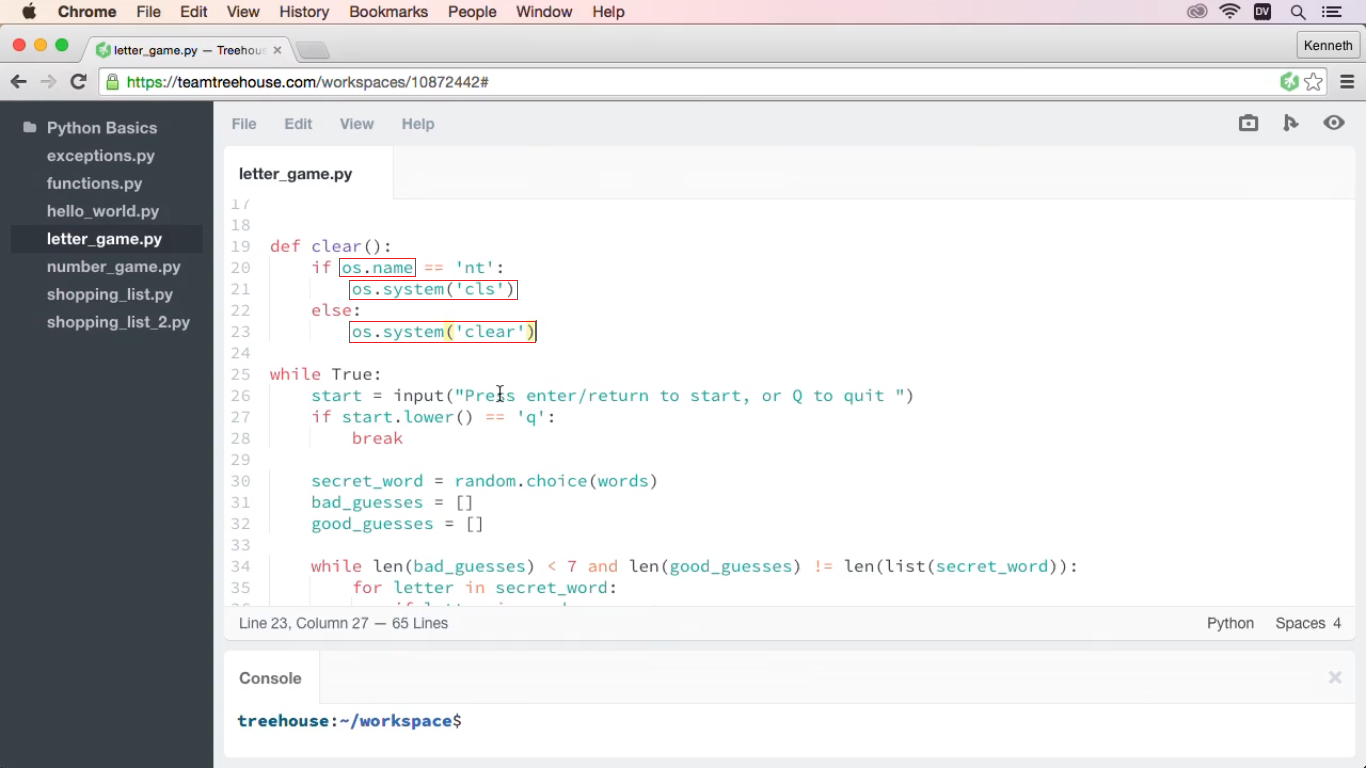 Chrome File Edit View History Bookmarks People Window Help DV
letter_game.py — Treehous Kenneth
https://teamtreehouse.com/workspaces/10872442#
Python Basics
exceptions.py
functions.py
hello_world.py
letter_game.py
number_game.py
shopping_list.py
shopping_list_2.py
File Edit View Help
letter_game.py
17
18
19 def clear():
20 if os.name == 'nt':
21 os.system('cls')
22 else:
23 os.system('clear')
24
25 while True:
26 start = input("Press enter/return to start, or Q to quit ")
27 if start.lower() == 'q':
28 break
29
30 secret_word = random.choice(words)
31 bad_guesses = []
32 good_guesses = []
33
34 while len(bad_guesses) < 7 and len(good_guesses) != len(list(secret_word)):
35 for letter in secret_word:
Line 23, Column 27 — 65 Lines Python Spaces 4
Console
treehouse:~/workspace$